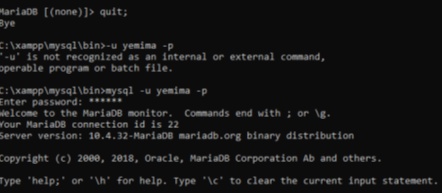 MariaDB [(none)]> quit;
Bye
C:\xampp\mysql\bin>-u yemima -p
'-u' is not recognized as an internal or external command,
operable program or batch file.
C:\xampp\mysql\bin>mysql -u yemima -p
Enter password: ******
Welcome to the MariaDB monitor.  Commands end with ; or \g.
Your MariaDB connection id is 22
Server version: 10.4.32-MariaDB mariadb.org binary distribution
Copyright (c) 2000, 2018, Oracle, MariaDB Corporation Ab and others.
Type 'help;' or '\h' for help. Type '\c' to clear the current input statement.